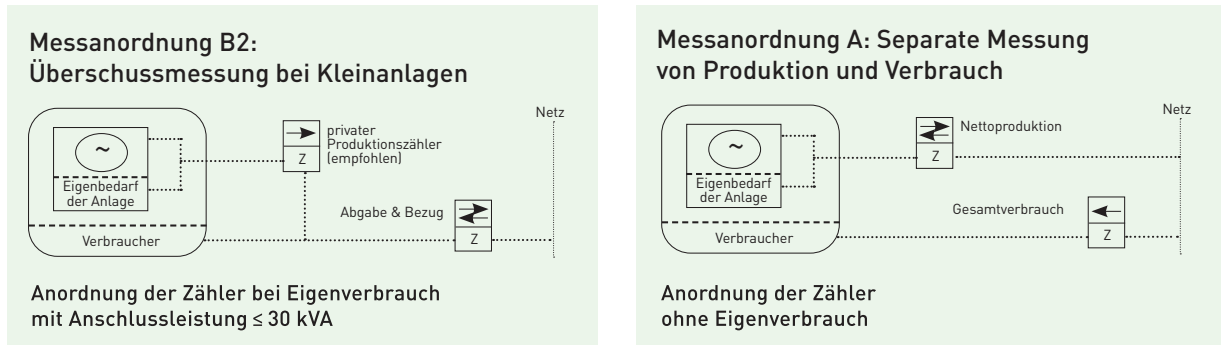 Messanordnung B2:
Überschussmessung bei Kleinanlagen
Netz
privater
Produktionszähler
(empfohlen)
~
Z
Eigenbedarf
der Anlage
Abgabe & Bezug
Verbraucher
Z
Anordnung der Zähler bei Eigenverbrauch
mit Anschlussleistung ≤ 30 kVA
Messanordnung A: Separate Messung
von Produktion und Verbrauch
Netz
Nettoproduktion
~
Z
Eigenbedarf
der Anlage
Gesamtverbrauch
Verbraucher
Z
Anordnung der Zähler
ohne Eigenverbrauch